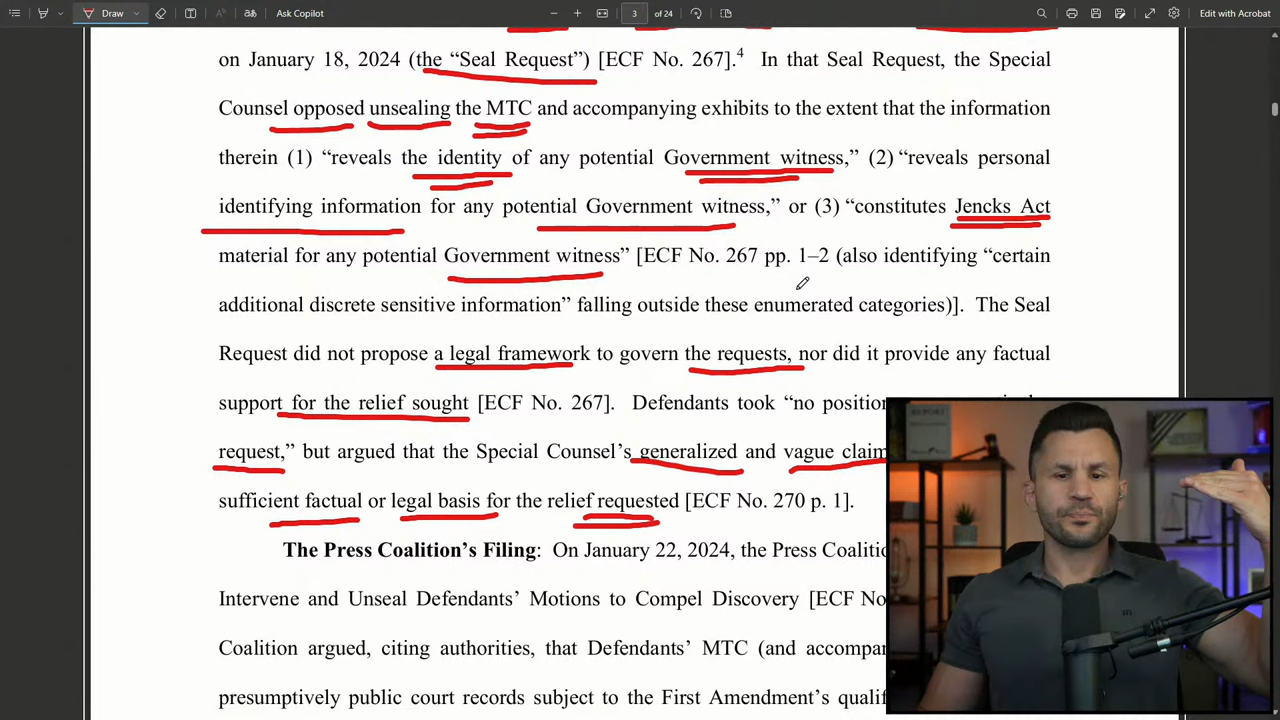 Draw
Ask Copilot
3
of 24
Edit with Acrobat
on January 18, 2024 (the “Seal Request”) [ECF No. 267].4 In that Seal Request, the Special
Counsel opposed unsealing the MTC and accompanying exhibits to the extent that the information
therein (1) “reveals the identity of any potential Government witness,” (2) “reveals personal
identifying information for any potential Government witness,” or (3) “constitutes Jencks Act
material for any potential Government witness” [ECF No. 267 pp. 1–2 (also identifying “certain
additional discrete sensitive information” falling outside these enumerated categories)]. The Seal
Request did not propose a legal framework to govern the requests, nor did it provide any factual
support for the relief sought [ECF No. 267]. Defendants took “no position
request,” but argued that the Special Counsel’s generalized and vague claim
sufficient factual or legal basis for the relief requested [ECF No. 270 p. 1].
The Press Coalition’s Filing: On January 22, 2024, the Press Coalitio
Intervene and Unseal Defendants’ Motions to Compel Discovery [ECF No
Coalition argued, citing authorities, that Defendants’ MTC (and accompan
presumptively public court records subject to the First Amendment’s qualif
REPORT